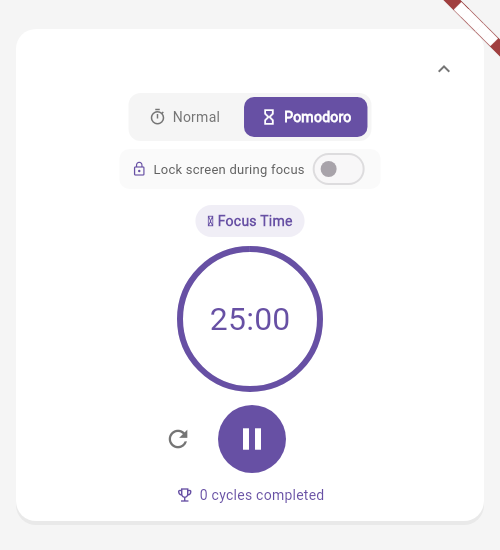 Normal
Pomodoro
Lock screen during focus
Focus Time
25:00
0 cycles completed